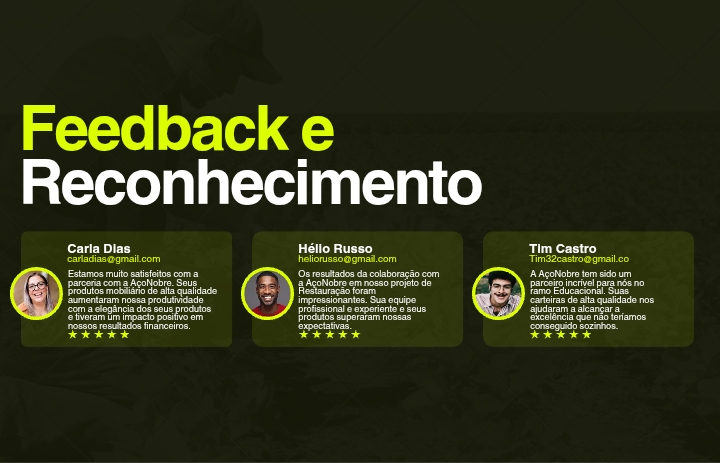 Feedback e
Reconhecimento
Carla Dias
carladias@gmail.com
Estamos muito satisfeitos com a
parceria com a AçoNobre. Seus
produtos mobiliário de alta qualidade
aumentaram nossa produtividade
com a elegância dos seus produtos
e tiveram um impacto positivo em
nossos resultados financeiros.
Hélio Russo
heliorusso@gmail.com
Os resultados da colaboração com
a AçoNobre em nosso projeto de
Restauração foram
impressionantes. Sua equipe
profissional e experiente e seus
produtos superaram nossas
expectativas.
Tim Castro
Tim32castro@gmail.co
A AçoNobre tem sido um
parceiro incrível para nós no
ramo Educacional. Suas
carteiras de alta qualidade nos
ajudaram a alcançar a
excelência que não teríamos
conseguido sozinhos.